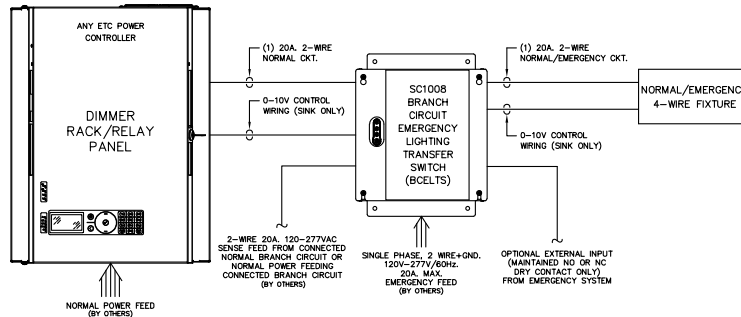 ANY ETC POWER
CONTROLLER
DIMMER
RACK/RELAY
PANEL
NORMAL POWER FEED
(BY OTHERS)
(1) 20A. 2-WIRE
NORMAL CKT.
0-10V CONTROL
WIRING (SINK ONLY)
2-WIRE 20A. 120-277VAC
SENSE FEED FROM CONNECTED
NORMAL BRANCH CIRCUIT OR
NORMAL POWER FEEDING
CONNECTED BRANCH CIRCUIT
(BY OTHERS)
SC1008
BRANCH
CIRCUIT
EMERGENCY
LIGHTING
TRANSFER
SWITCH
(BCELTS)
SINGLE PHASE, 2 WIRE+GND.
120V-277V/60Hz.
20A. MAX.
EMERGENCY FEED
(BY OTHERS)
(1) 20A. 2-WIRE
NORMAL/EMERGENCY CKT.
0-10V CONTROL
WIRING (SINK ONLY)
OPTIONAL EXTERNAL INPUT
(MAINTAINED NO OR NC
DRY CONTACT ONLY)
FROM EMERGENCY SYSTEM
NORMAL/EMERGENC
4-WIRE FIXTURE